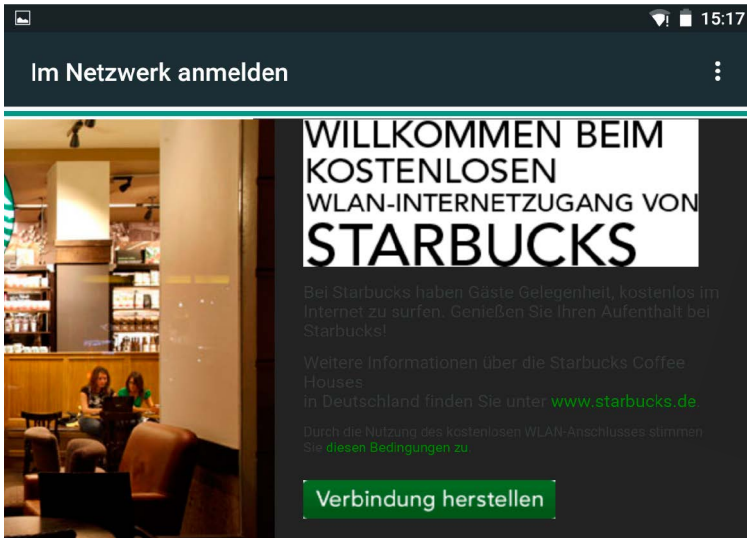 15:17
Im Netzwerk anmelden
WILLKOMMEN BEIM
KOSTENLOSEN
WLAN-INTERNETZUGANG VON
STARBUCKS
Bei Starbucks haben Gäste Gelegenheit, kostenlos im
Internet zu surfen. Genießen Sie Ihren Aufenthalt bei
Starbucks!
Weitere Informationen über die Starbucks Coffee
Houses
in Deutschland finden Sie unter www.starbucks.de.
Durch die Nutzung des kostenlosen WLAN-Anschlusses stimmen
Sie diesen Bedingungen zu.
Verbindung herstellen